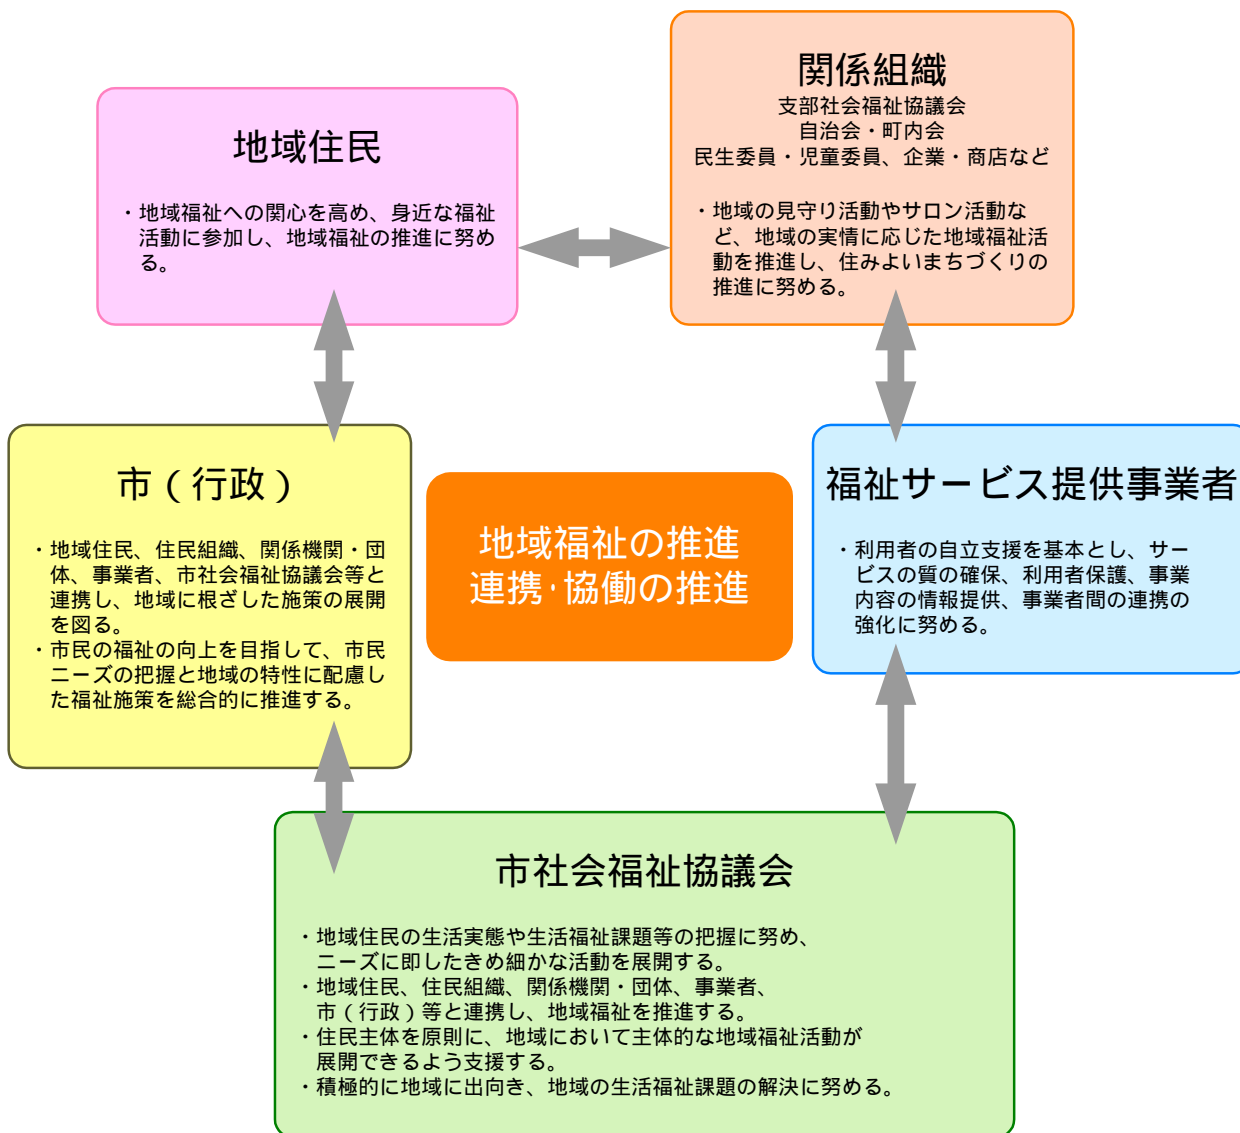 関係組織
支部社会福祉協議会
自治会・町内会
民生委員・児童委員、企業・商店など
・地域の見守り活動やサロン活動な
ど、地域の実情に応じた地域福祉活
動を推進し、住みよいまちづくりの
推進に努める。
地域住民
・地域福祉への関心を高め、身近な福祉
活動に参加し、地域福祉の推進に努め
る。
市（行政）
・地域住民、住民組織、関係機関・団
体、事業者、市社会福祉協議会等と
連携し、地域に根ざした施策の展開
を図る。
・市民の福祉の向上を目指して、市民
ニーズの把握と地域の特性に配慮し
た福祉施策を総合的に推進する。
地域福祉の推進
連携・協働の推進
福祉サービス提供事業者
・利用者の自立支援を基本とし、サー
ビスの質の確保、利用者保護、事業
内容の情報提供、事業者間の連携の
強化に努める。
市社会福祉協議会
・地域住民の生活実態や生活福祉課題等の把握に努め、
ニーズに即したきめ細かな活動を展開する。
・地域住民、住民組織、関係機関・団体、事業者、
市（行政）等と連携し、地域福祉を推進する。
・住民主体を原則に、地域において主体的な地域福祉活動が
展開できるよう支援する。
・積極的に地域に出向き、地域の生活福祉課題の解決に努める。